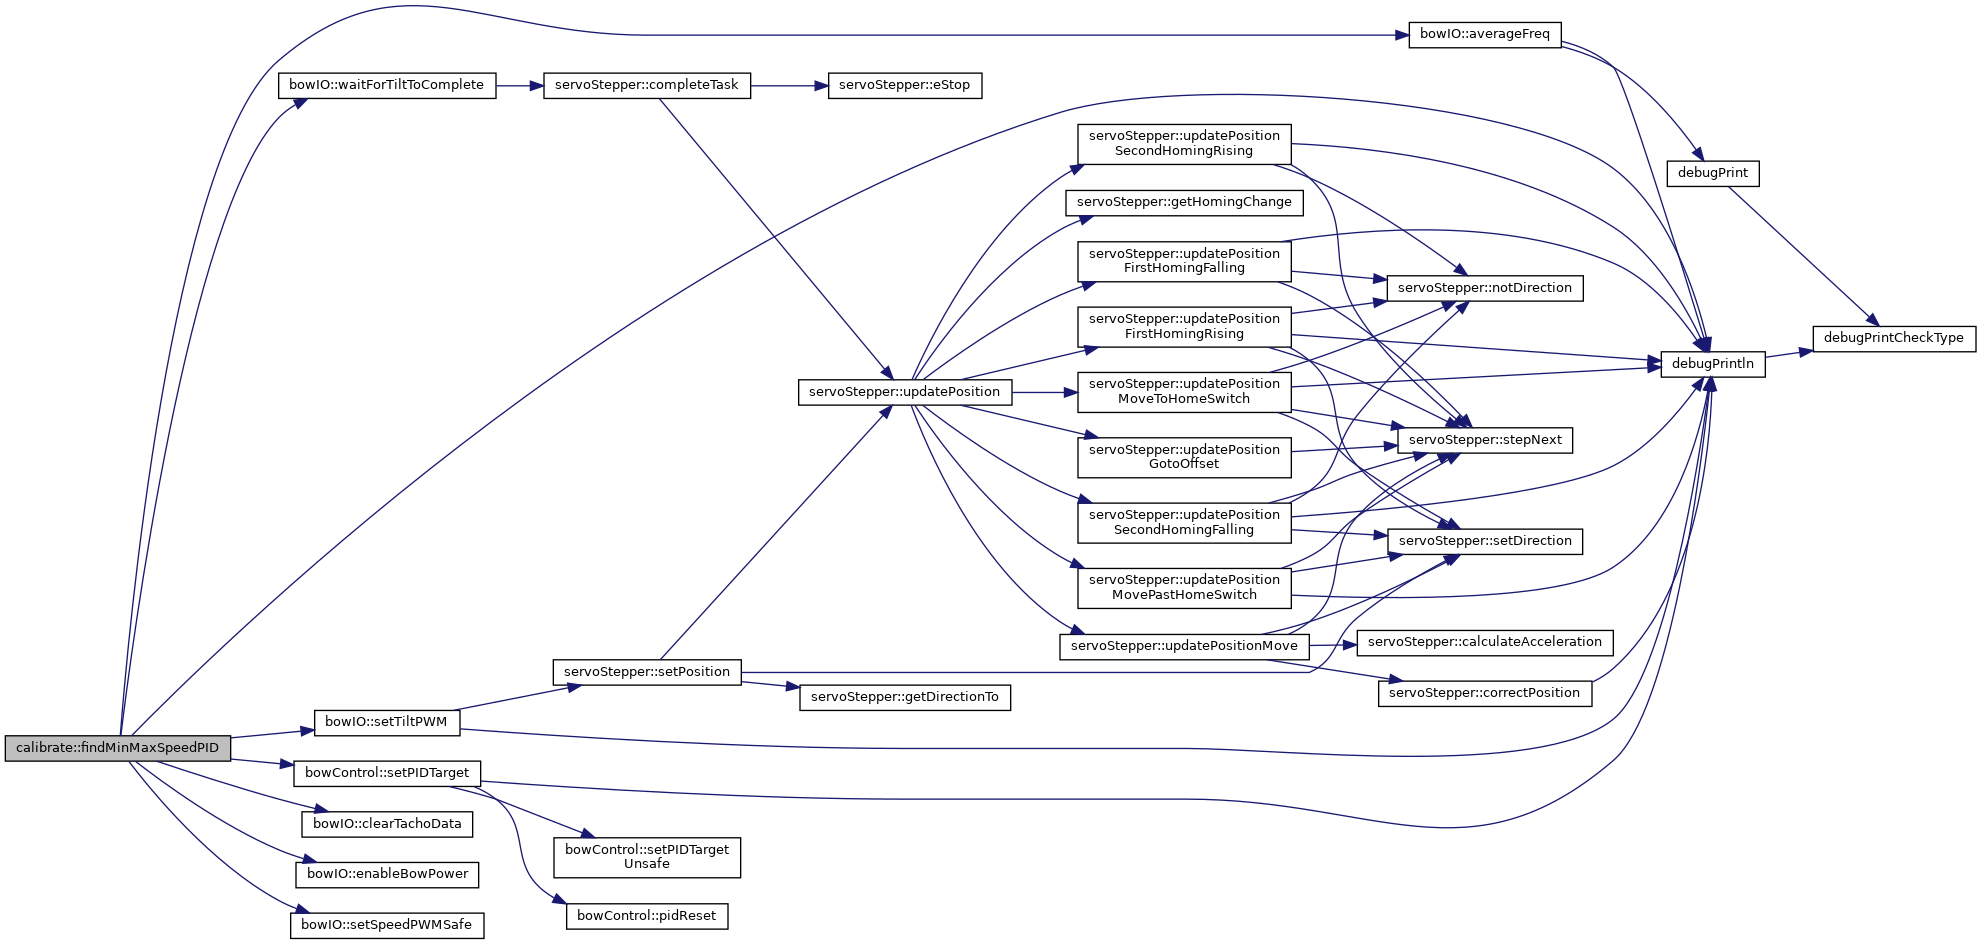 bowIO::averageFreq
bowIO::waitForTiltToComplete
servoStepper::completeTask
servoStepper::eStop
servoStepper::updatePosition
SecondHomingRising
debugPrint
servoStepper::getHomingChange
servoStepper::updatePosition
FirstHomingFalling
servoStepper::notDirection
servoStepper::updatePosition
FirstHomingRising
debugPrintCheckType
debugPrintln
servoStepper::updatePosition
servoStepper::updatePosition
MoveToHomeSwitch
servoStepper::stepNext
servoStepper::updatePosition
GotoOffset
servoStepper::updatePosition
SecondHomingFalling
servoStepper::setDirection
servoStepper::updatePosition
MovePastHomeSwitch
servoStepper::updatePositionMove
servoStepper::calculateAcceleration
servoStepper::setPosition
servoStepper::getDirectionTo
servoStepper::correctPosition
bowIO::setTiltPWM
calibrate::findMinMaxSpeedPID
bowControl::setPIDTarget
bowIO::clearTachoData
bowControl::setPIDTarget
Unsafe
bowIO::enableBowPower
bowControl::pidReset
bowIO::setSpeedPWMSafe